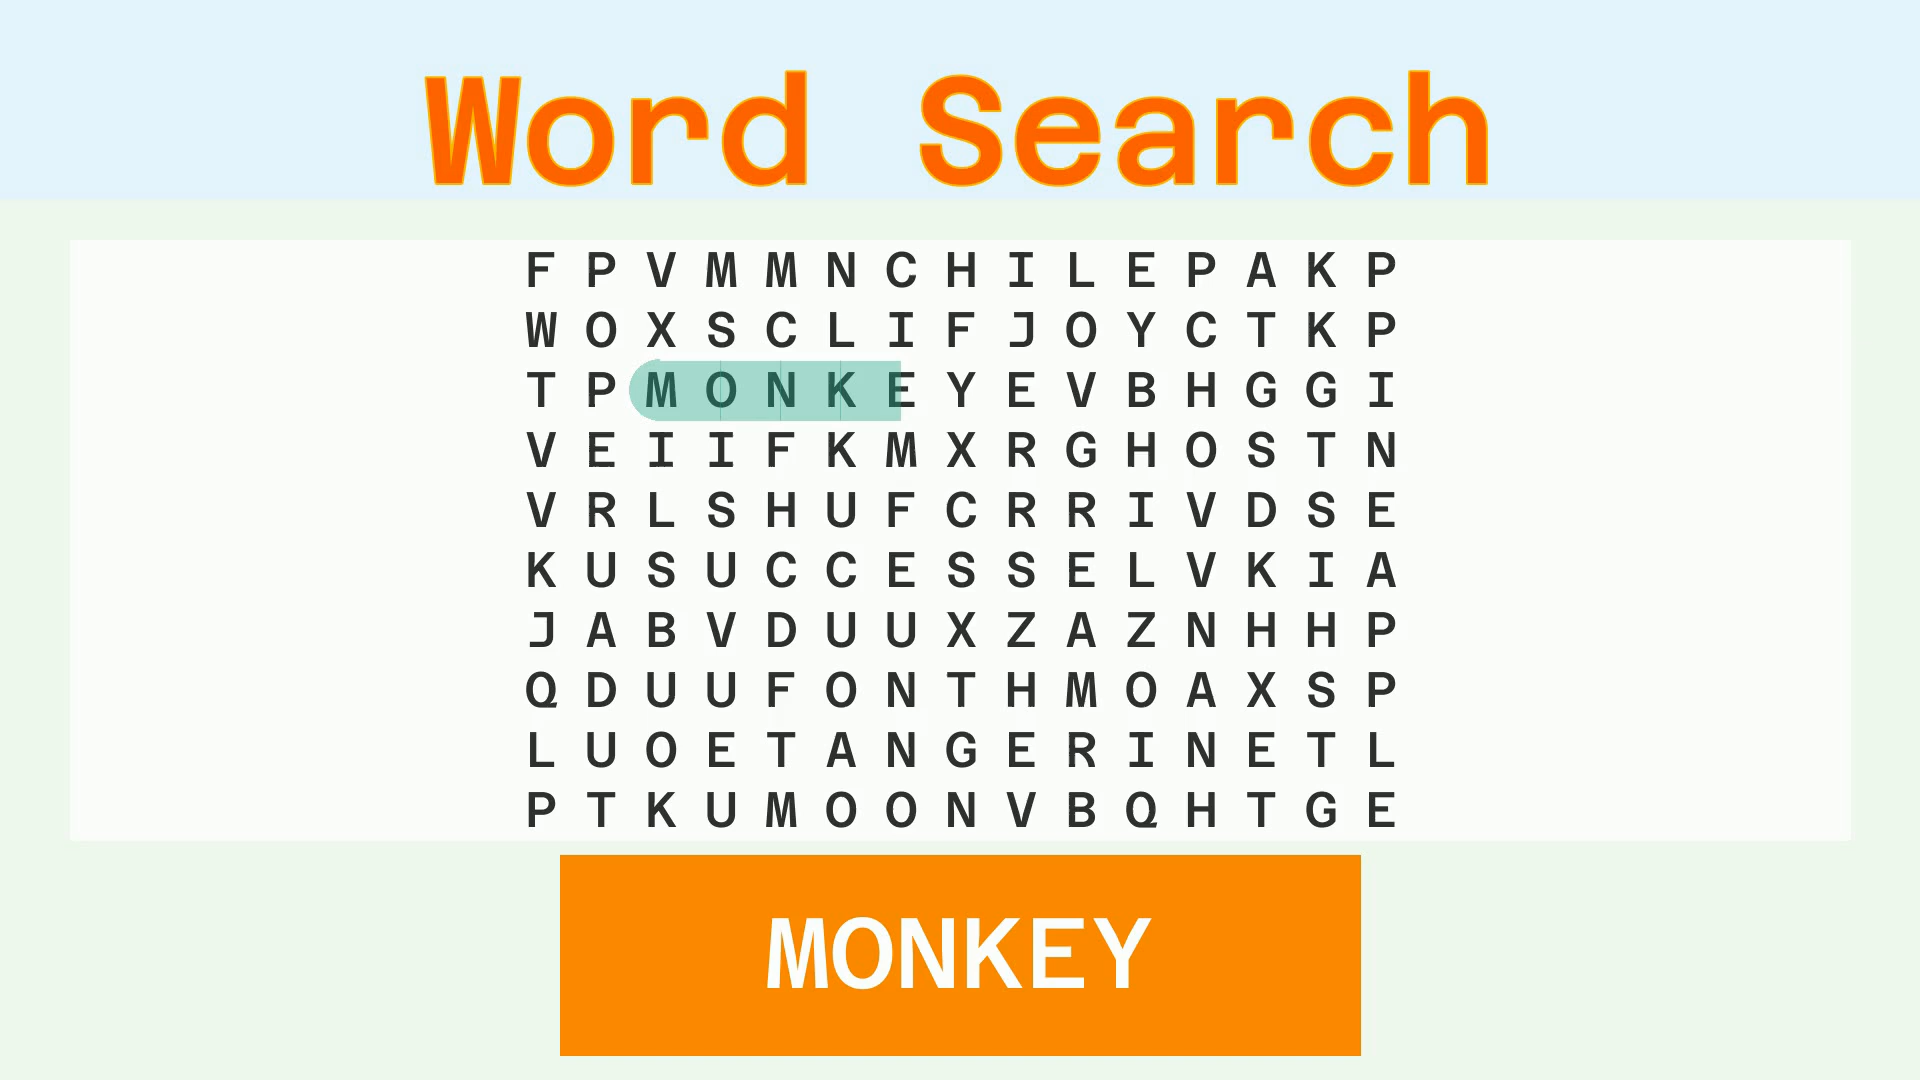 Word Search
F P V M M N C H I L E P A K P
W O X S C L I F J O Y C T K P
T P M O N K E Y E V B H G G I
V E I I F K M X R G H O S T N
V R L S H U F C R R I V D S E
K U S U C C E S S E L V K I A
J A B V D U U X Z A Z N H H P
Q D U U F O N T H M O A X S P
L U O E T A N G E R I N E T L
P T K U M O O N V B Q H T G E
MONKEY